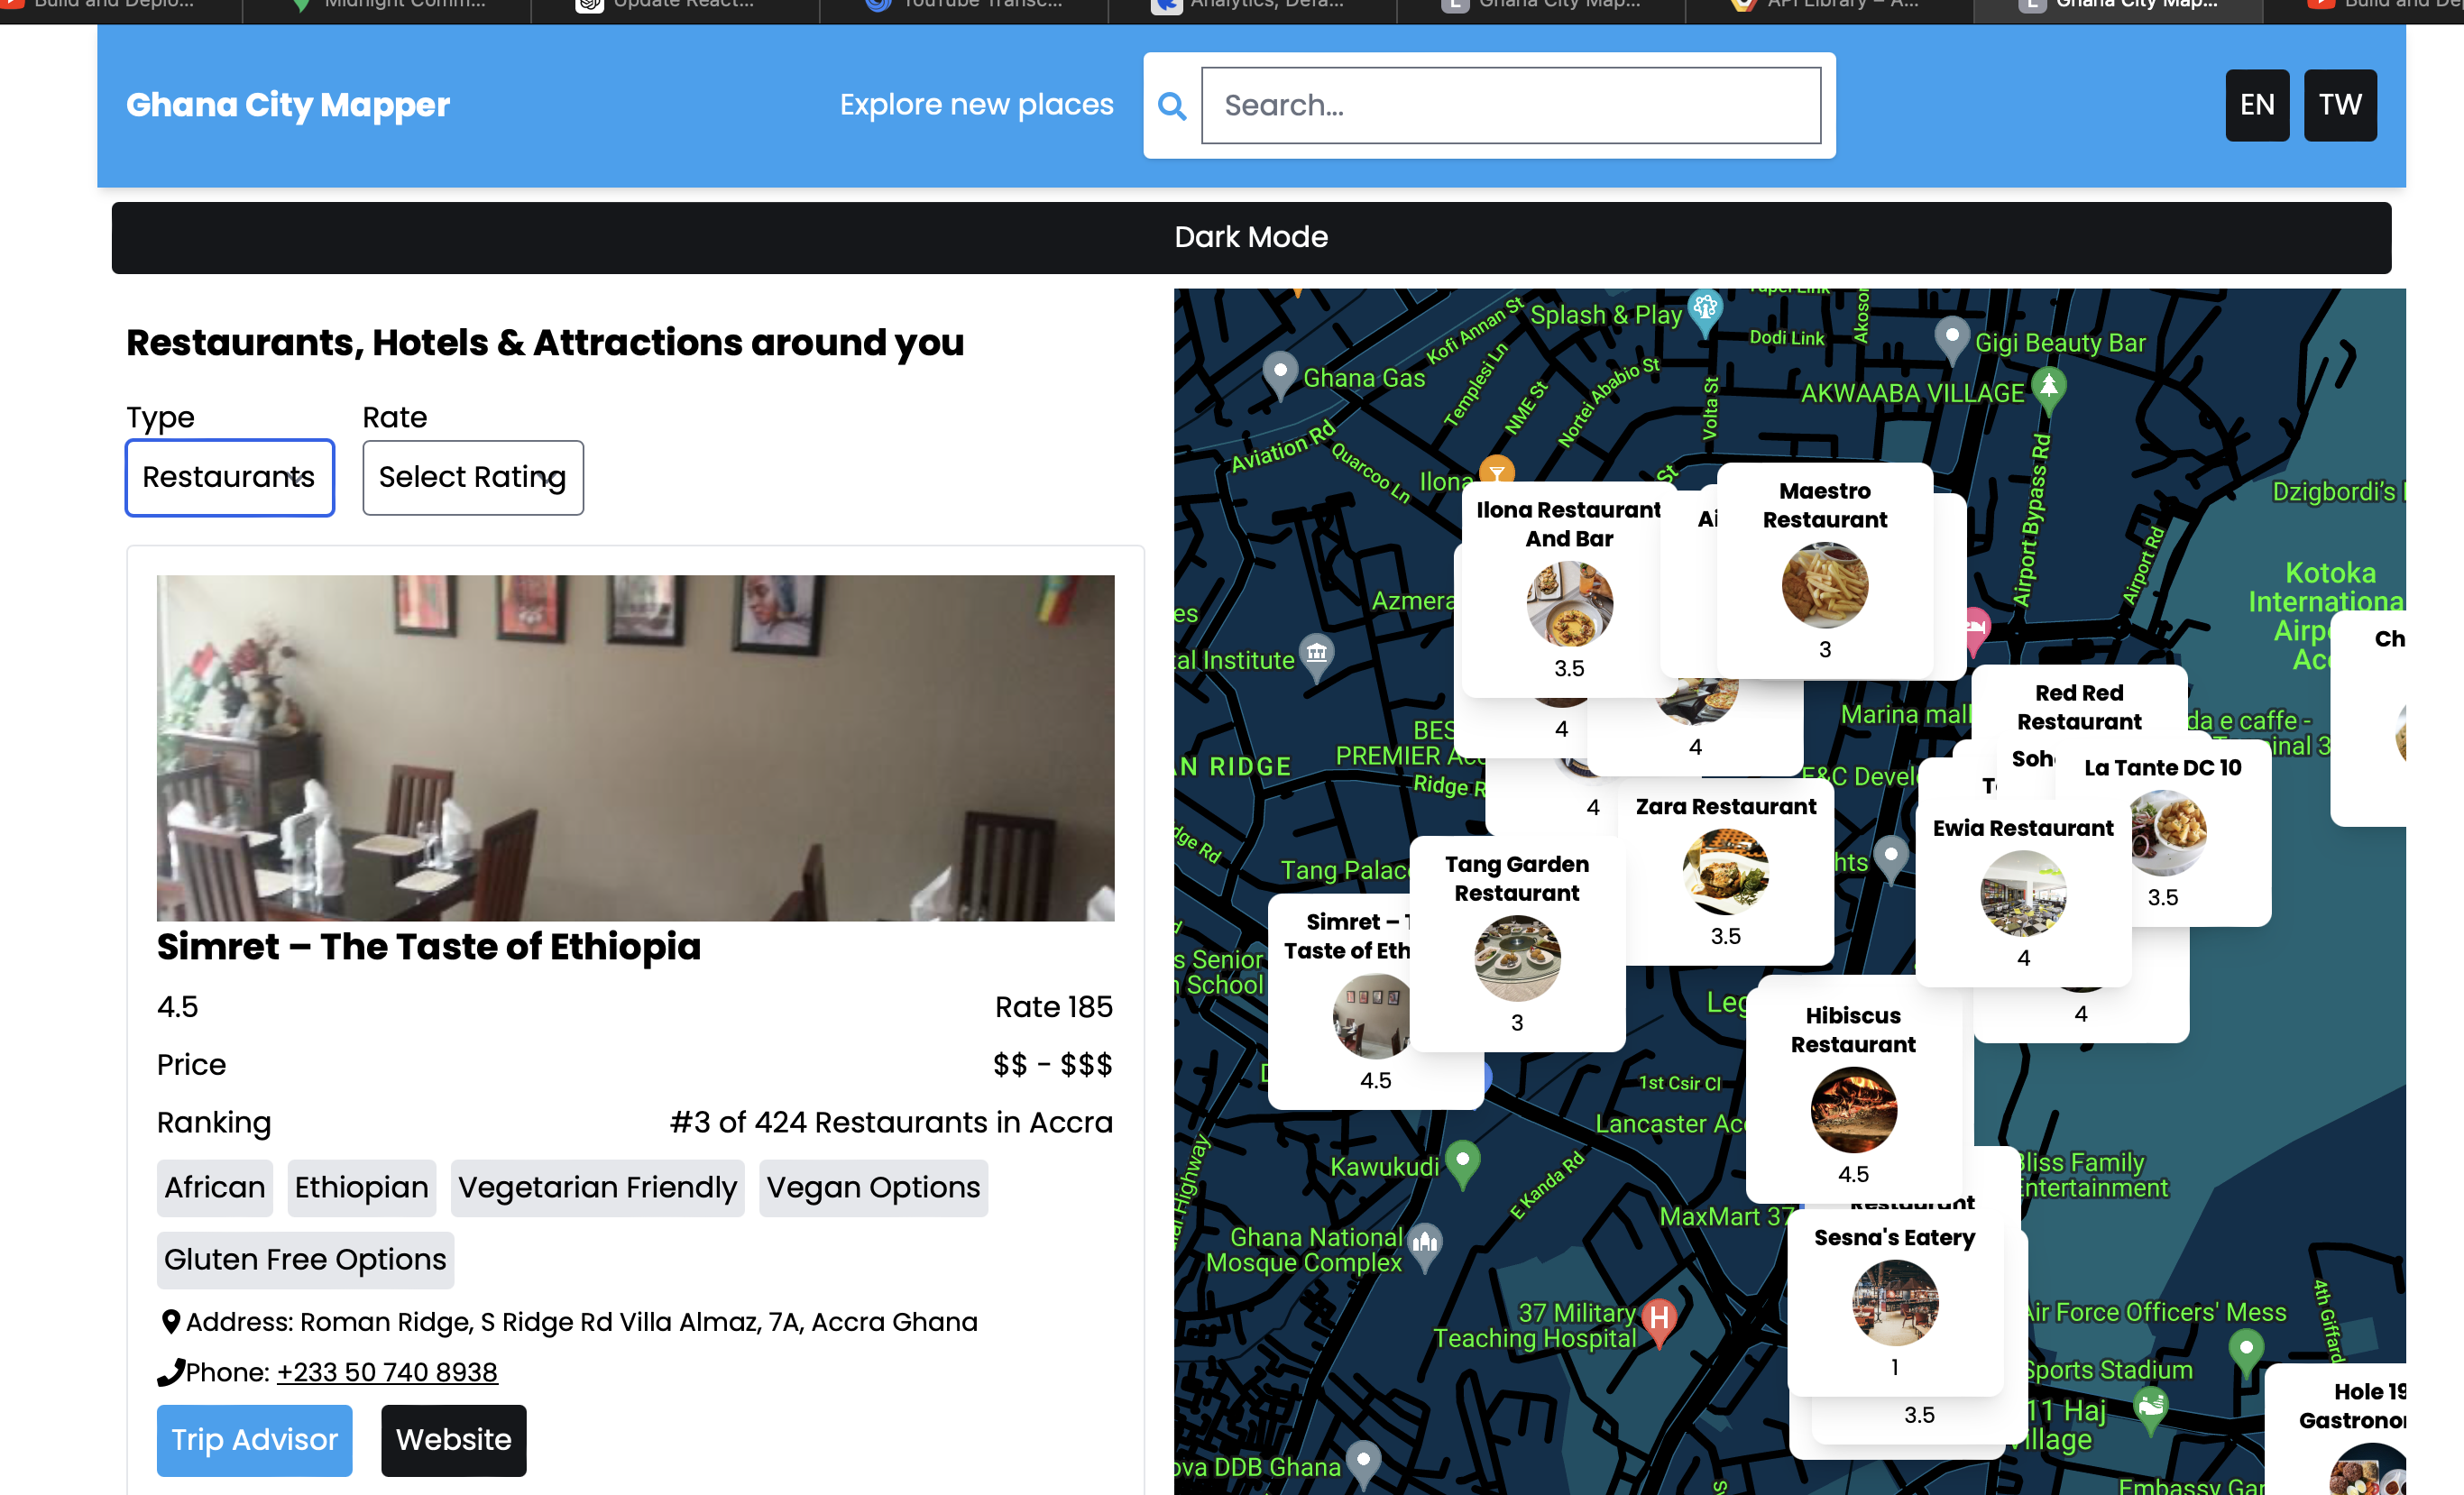 Build and Deplo...
Midnight Comm...
Update React...
YouTube Transc...
Analytics, Defa...
Ghana City Map...
API Library – A...
Ghana City Map...
Build and De
Ghana City Mapper
Explore new places
Search...
EN
TW
Dark Mode
Restaurants, Hotels & Attractions around you
Type
Rate
Restaurants
Select Rating
Simret – The Taste of Ethiopia
4.5
Rate 185
Price
$$ - $$$
Ranking
#3 of 424 Restaurants in Accra
African
Ethiopian
Vegetarian Friendly
Vegan Options
Gluten Free Options
Address: Roman Ridge, S Ridge Rd Villa Almaz, 7A, Accra Ghana
Phone: +233 50 740 8938
Trip Advisor
Website
Kofi Annan St
Splash & Play
Dodi Link
Gigi Beauty Bar
Ghana Gas
Templesi Ln
NME St
Nortei Ababio St
Volta St
AKWAABA VILLAGE
Aviation Rd
Quarcoo Ln
Ilona
St
Airport Bypass Rd
Airport Rd
Dzigbordi's
Kotoka
Internationa
Airp
Acc
Ilona Restaurant
And Bar
3.5
Ai
Maestro
Restaurant
3
Azmera
es
al Institute
4
4
4
BES
PREMIER Acc
N RIDGE
Ridge R
dge Rd
Marina mall
Red Red
Restaurant
da e caffe -
inal 3
Ch
E&C Devel
Soh
La Tante DC 10
3.5
Zara Restaurant
3.5
Ewia Restaurant
4
4
hts
Tang Palac
Tang Garden
Restaurant
3
Simret –
Taste of Eth
4.5
s Senior
School
Leg
Hibiscus
Restaurant
4.5
1st Csir Cl
Lancaster Acc
Kawukudi
E Kanda Rd
Highway
MaxMart 37
Bliss Family
Entertainment
Restaurant
Sesna's Eatery
1
3.5
Ghana National
Mosque Complex
37 Military
Teaching Hospital
Air Force Officers' Mess
Sports Stadium
4th Giffard
11 Haj
Village
Hole 19
Gastronor
ova DDB Ghana
Embassy Gar